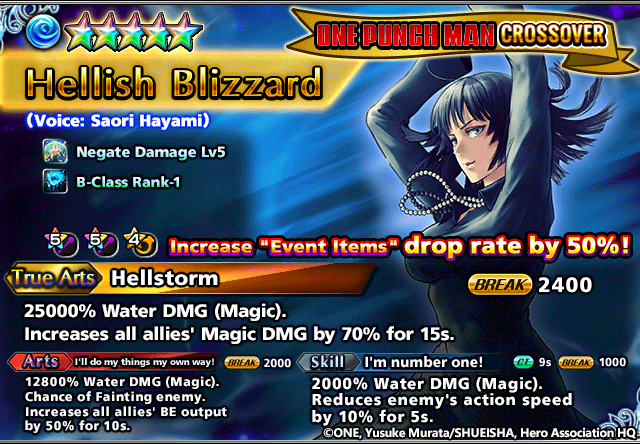 ONE PUNCH MAN CROSSOVER
Hellish Blizzard
(Voice: Saori Hayami)
Negate Damage Lv5
B-Class Rank-1
5 5 4 Increase "Event Items" drop rate by 50%!
True Arts Hellstorm BREAK 2400
25000% Water DMG (Magic).
Increases all allies' Magic DMG by 70% for 15s.
Arts I'll do my things my own way! BREAK 2000
12800% Water DMG (Magic).
Chance of Fainting enemy.
Increases all allies' BE output
by 50% for 10s.
Skill I'm number one! CT 9s BREAK 1000
2000% Water DMG (Magic).
Reduces enemy's action speed
by 10% for 5s.
©ONE, Yusuke Murata/SHUEISHA, Hero Association HQ